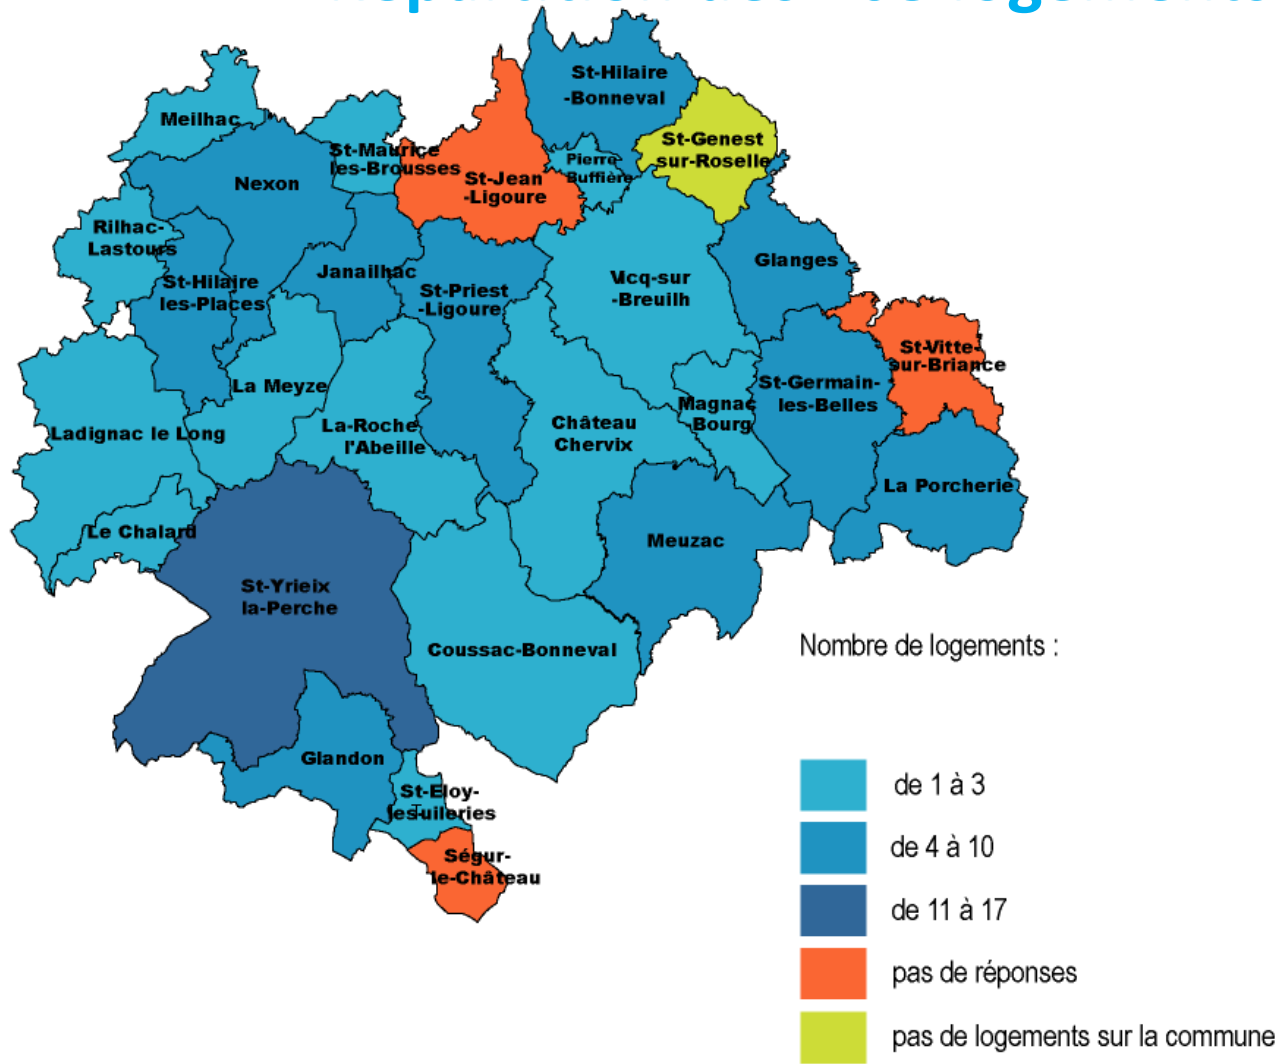 St-Hilaire
-Bonneval
Meilhac
St-Genest
sur-Roselle
St-Maurice
les-Brousses
Pierre
Buffière
St-Jean
-Ligoure
Nexon
Rilhac-
Lastours
Glanges
Janailhac
Vicq-sur
-Breuilh
St-Hilaire
les-Places
St-Priest
-Ligoure
St-Vitte-
sur-Briance
La Meyze
St-Germain-
les-Belles
Magnac
-Bourg
Château
Chervix
La-Roche
l'Abeille
Ladignac le Long
La Porcherie
Le Chalard
Meuzac
St-Yrieix
la-Perche
Coussac-Bonneval
Glandon
St-Eloy-
Ségur-
le-Château
Nombre de logements :
de 1 à 3
de 4 à 10
de 11 à 17
pas de réponses
pas de logements sur la commune